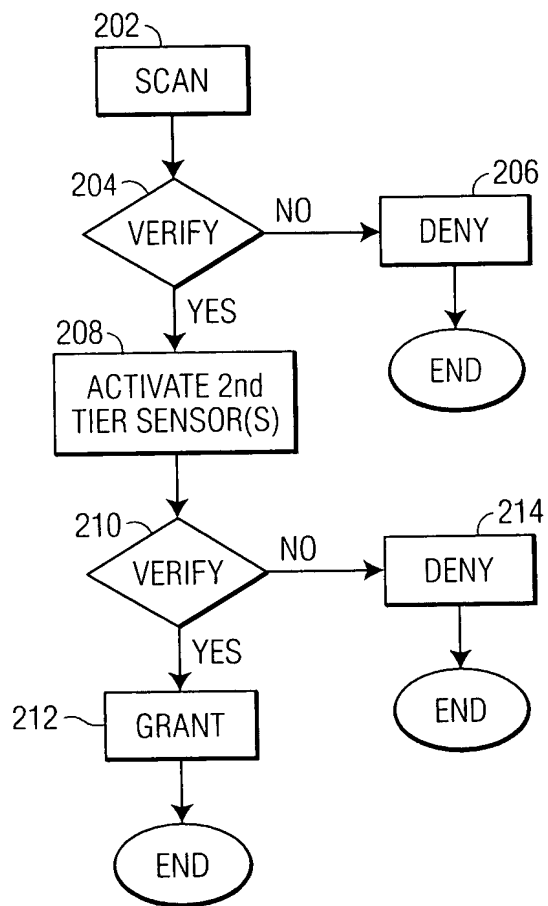 202
SCAN
204
VERIFY
NO
206
DENY
YES
END
208
ACTIVATE 2nd
TIER SENSOR(S)
210
VERIFY
NO
214
DENY
YES
END
212
GRANT
END